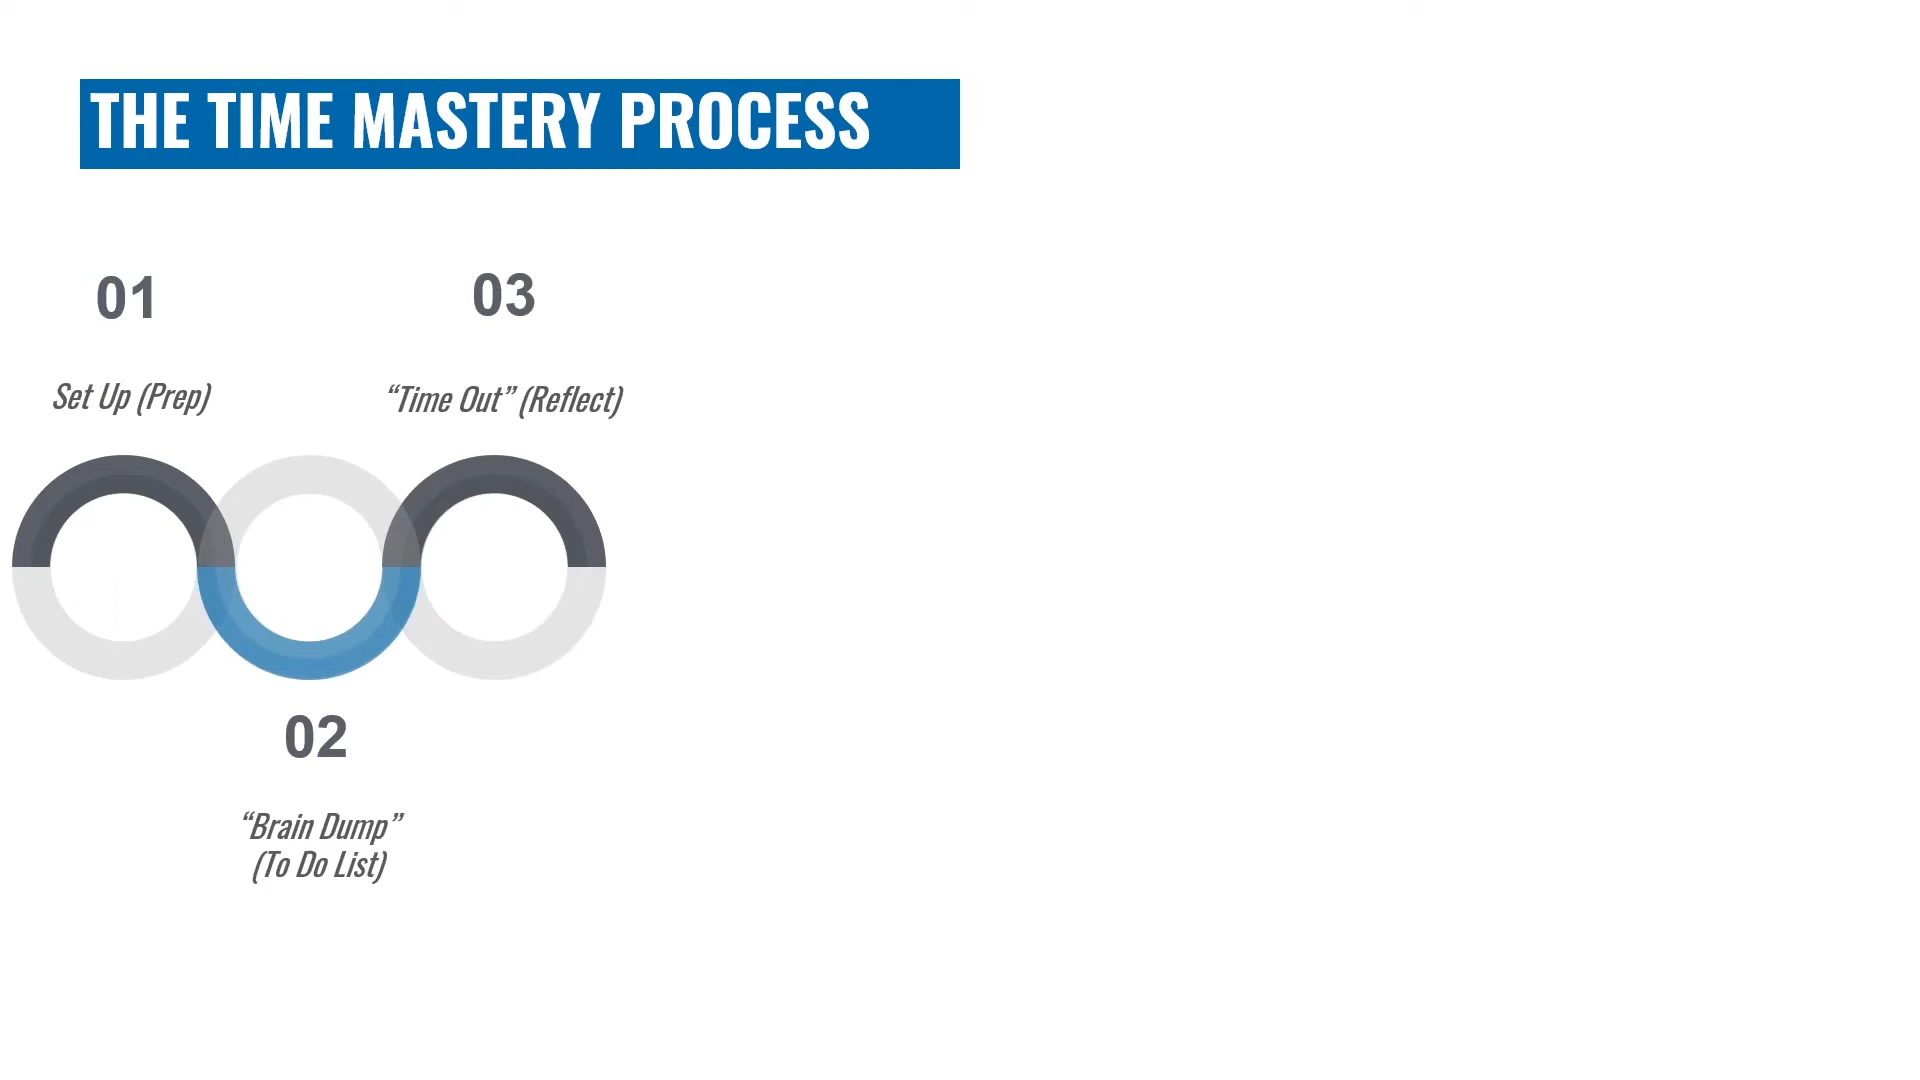 THE TIME MASTERY PROCESS
01
Set Up (Prep)
03
“Time Out” (Reflect)
02
“Brain Dump”
(To Do List)